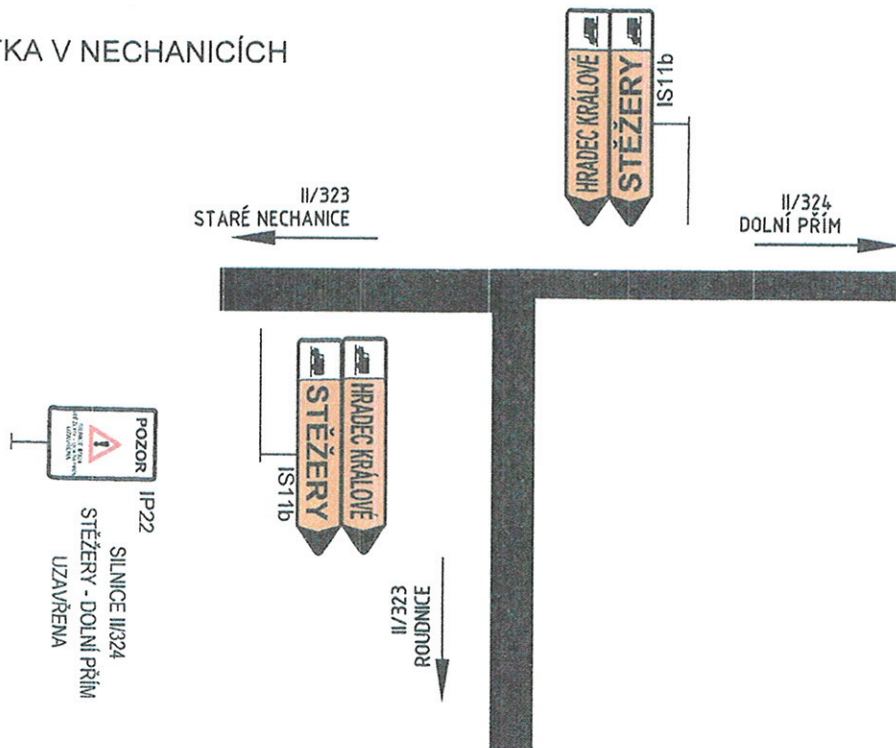 KA V NECHANICÍCH
HRADEC KRÁLOVÉ
STĚŽERY
IS11b
II/323
STARÉ NECHANICE
II/324
DOLNÍ PŘÍM
HRADEC KRÁLOVÉ
STĚŽERY
IS11b
II/323
ROUDNICE
POZOR
UZAVŘENA
IP22
SILNICE II/324
STĚŽERY - DOLNÍ PŘÍM
UZAVŘENA